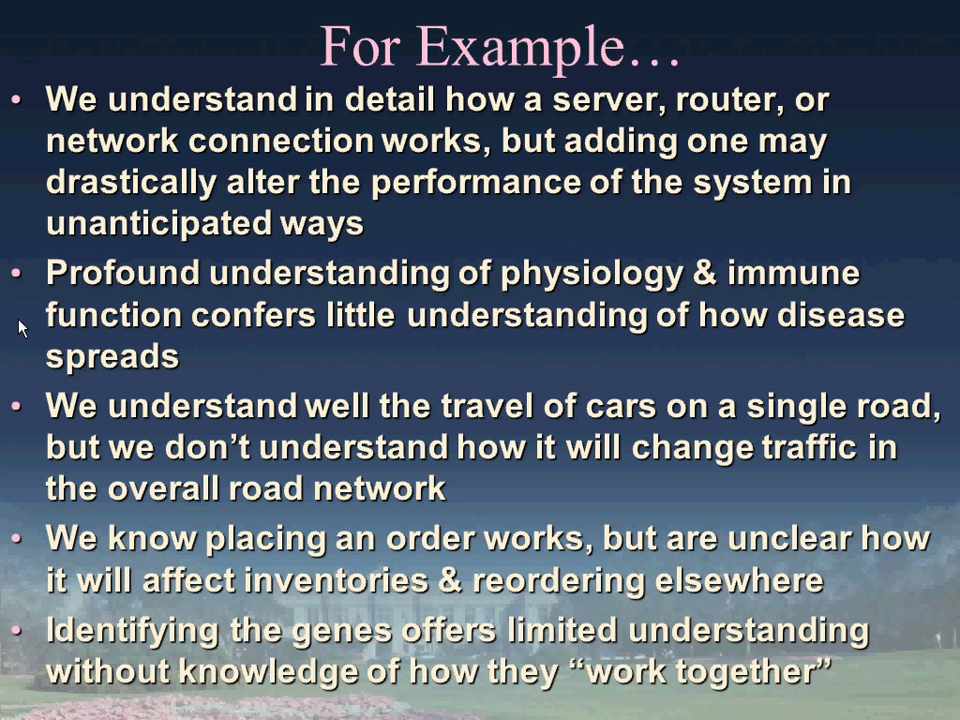 For Example…
• We understand in detail how a server, router, or
network connection works, but adding one may
drastically alter the performance of the system in
unanticipated ways
• Profound understanding of physiology & immune
function confers little understanding of how disease
spreads
• We understand well the travel of cars on a single road,
but we don’t understand how it will change traffic in
the overall road network
• We know placing an order works, but are unclear how
it will affect inventories & reordering elsewhere
• Identifying the genes offers limited understanding
without knowledge of how they “work together”